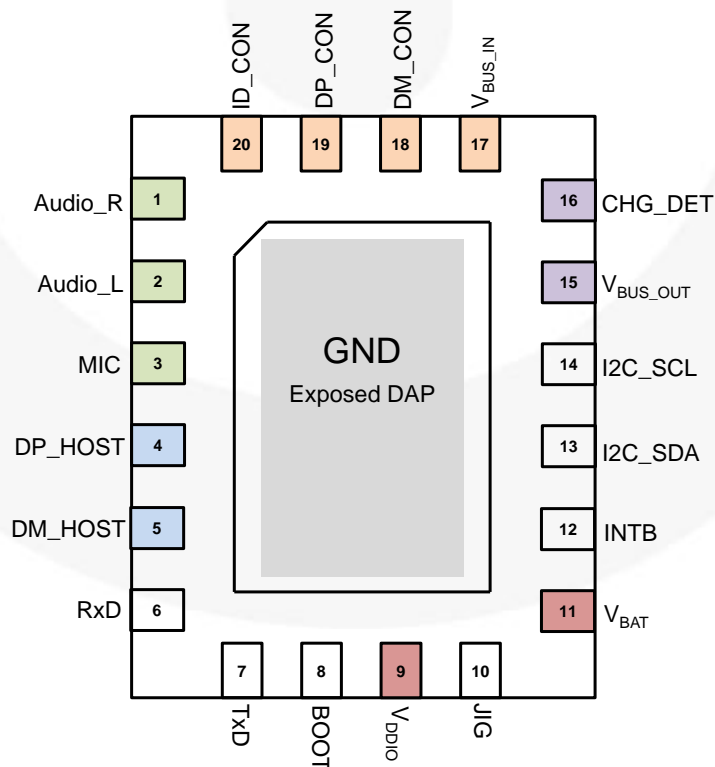 ID_CON
DP_CON
DM_CON
VBUS_IN
20
19
18
17
Audio_R
1
16
CHG_DET
Audio_L
2
15
VBUS_OUT
MIC
3
GND
Exposed DAP
14
I2C_SCL
DP_HOST
4
13
I2C_SDA
DM_HOST
5
12
INTB
RxD
6
11
VBAT
7
8
9
10
TxD
BOOT
VDDIO
JIG